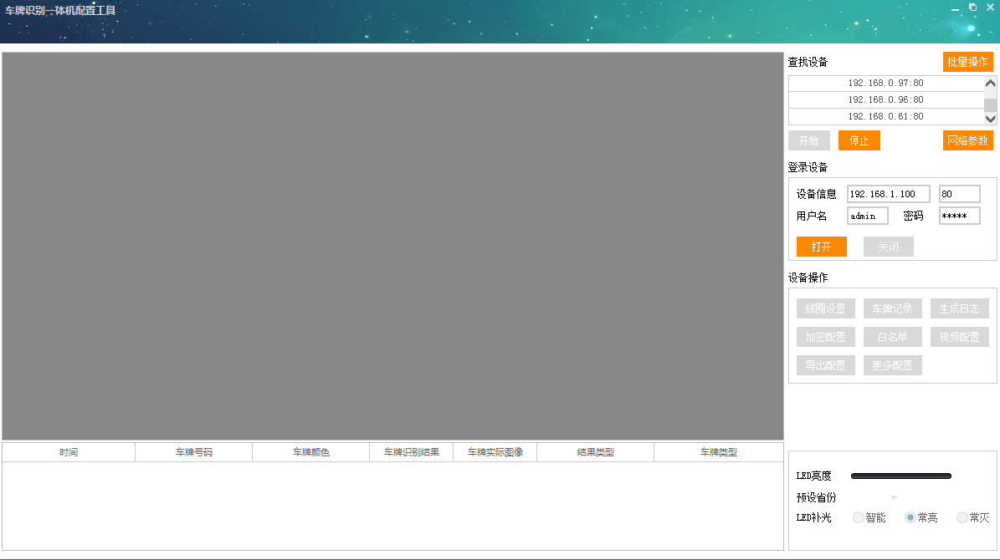 车牌识别一体机配置工具
查找设备 批量操作
192.168.0.97:80
192.168.0.96:80
192.168.0.61:80
开始 停止 网络参数
登录设备
设备信息 192.168.1.100 80
用户名 admin 密码 *****
打开 关闭
设备操作
线圈设置 车牌记录 生成日志
加密配置 白名单 视频配置
导出配置 更多配置
时间 车牌号码 车牌颜色 车牌识别结果 车牌实际图像 结果类型 车牌类型
LED亮度
预设省份
LED补光 智能 常亮 常灭